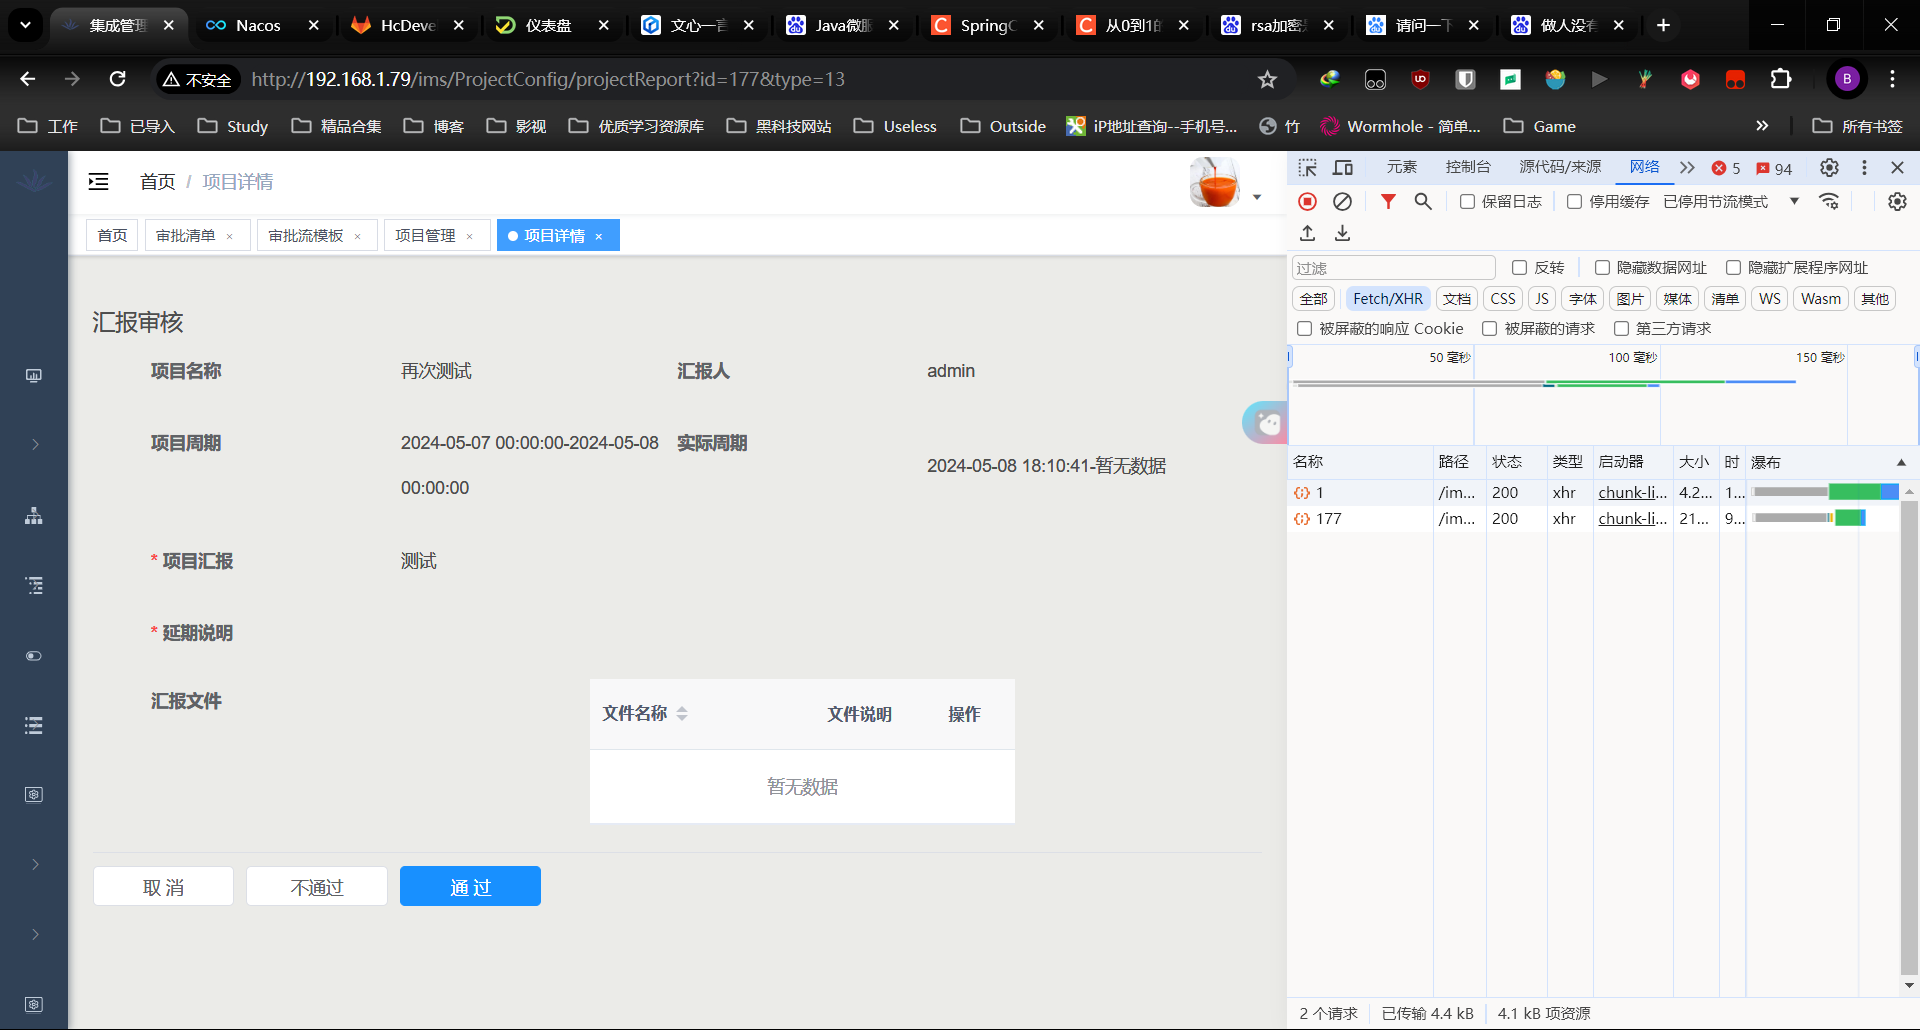 集成管理
Nacos
HcDeve
仪表盘
文心一言
Java微服
SpringC
从0到1的
rsa加密
请问一下
做人没有
不安全
http://192.168.1.79/ims/ProjectConfig/projectReport?id=177&type=13
B
工作
已导入
Study
精品合集
博客
影视
优质学习资源库
黑科技网站
Useless
Outside
iP地址查询--手机号...
竹
Wormhole - 简单...
Game
所有书签
首页 / 项目详情
首页
审批清单
审批流模板
项目管理
项目详情
汇报审核
项目名称 再次测试 汇报人 admin
项目周期 2024-05-07 00:00:00-2024-05-08 00:00:00
实际周期 2024-05-08 18:10:41-暂无数据
* 项目汇报 测试
* 延期说明
汇报文件
文件名称 文件说明 操作
暂无数据
取 消
不通过
通 过
元素 控制台 源代码/来源 网络 5 94
保留日志 停用缓存 已停用节流模式
过滤 反转 隐藏数据网址 隐藏扩展程序网址
全部 Fetch/XHR 文档 CSS JS 字体 图片 媒体 清单 WS Wasm 其他
被屏蔽的响应 Cookie 被屏蔽的请求 第三方请求
50 毫秒 100 毫秒 150 毫秒
名称 路径 状态 类型 启动器 大小 时 瀑布
1 /im... 200 xhr chunk-li... 4.2... 1...
177 /im... 200 xhr chunk-li... 21... 9...
2 个请求 已传输 4.4 kB 4.1 kB 项资源